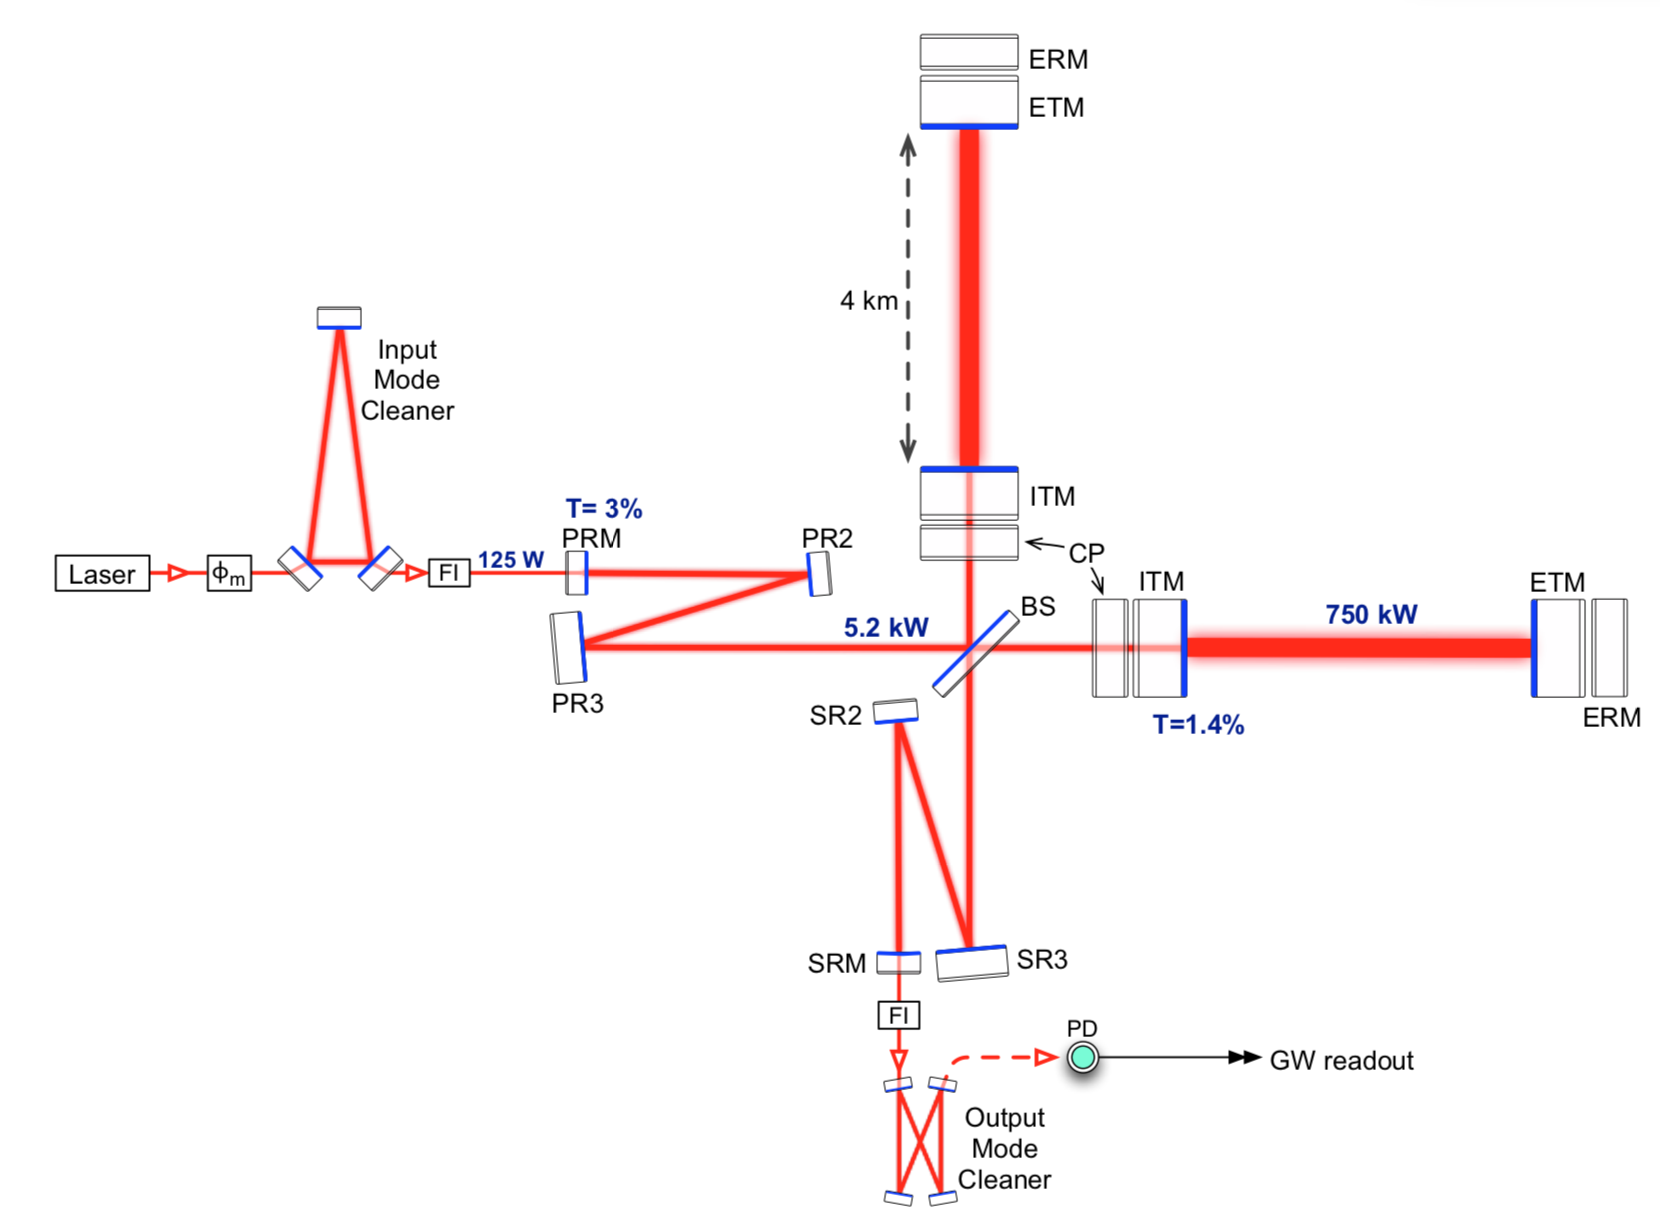 ERM
ETM
4 km
Input
Mode
Cleaner
ITM
T= 3%
PRM
PR2
CP
Laser
ϕm
FI
125 W
ITM
ETM
BS
5.2 kW
750 kW
PR3
SR2
T=1.4%
ERM
SRM
SR3
FI
PD
GW readout
Output
Mode
Cleaner